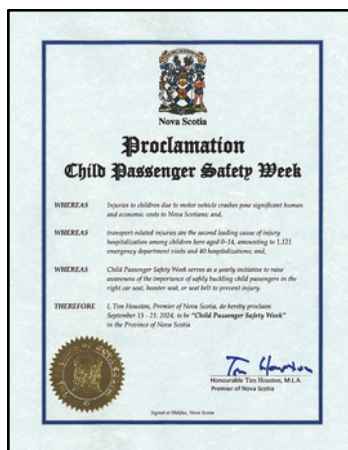 Nova Scotia
Proclamation
Child Passenger Safety Week
WHEREAS Injuries to children due to motor vehicle crashes pose significant human
and economic costs to Nova Scotians; and,
WHEREAS transport-related injuries are the second leading cause of injury
hospitalization among children here aged 0-14, amounting to 1,121
emergency department visits and 40 hospitalizations; and,
WHEREAS Child Passenger Safety Week serves as a yearly initiative to raise
awareness of the importance of safely buckling child passengers in the
right car seat, booster seat, or seat belt to prevent injury.
THEREFORE I, Tim Houston, Premier of Nova Scotia, do hereby proclaim
September 15 - 21, 2024, to be "Child Passenger Safety Week"
in the Province of Nova Scotia.
Tim Houston
Honourable Tim Houston, M.L.A.
Premier of Nova Scotia
Signed at Halifax, Nova Scotia